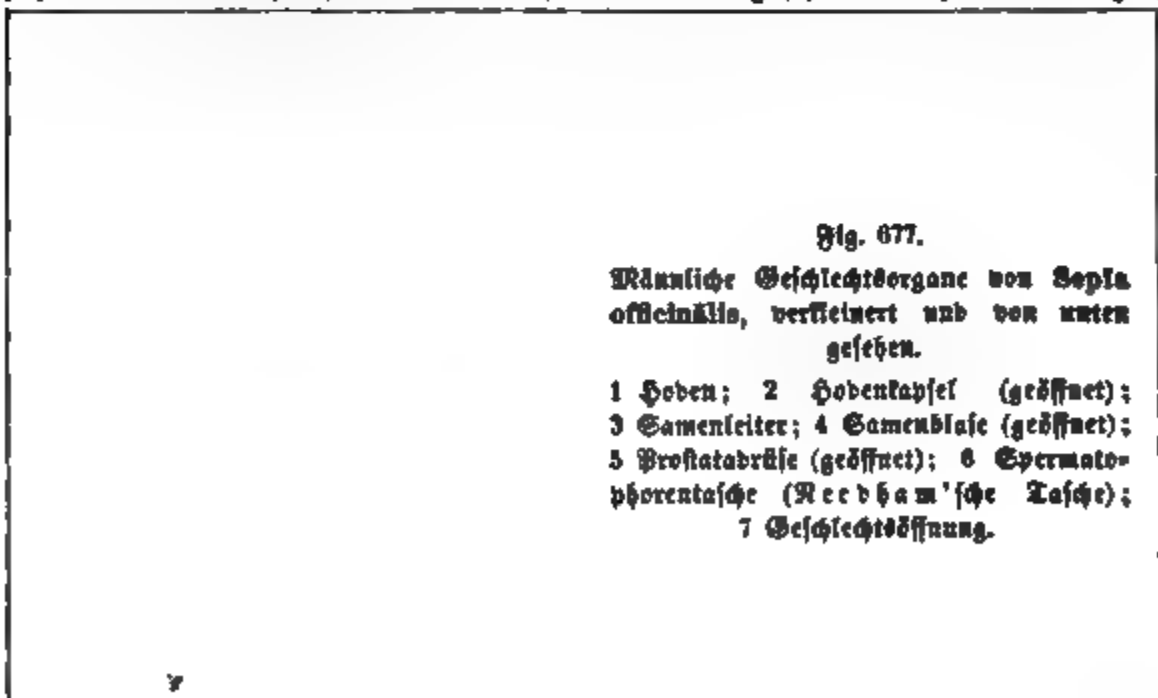 Fig. 677.
Männliche Geschlechtsorgane von Sepia
officinālis, verkleinert und von unten
gesehen.
1 Hoden; 2 Hodenkapsel (geöffnet);
3 Samenleiter; 4 Samenblase (geöffnet);
5 Prostatadrüse (geöffnet); 6 Spermato-
phorentasche (Needham'sche Tasche);
7 Geschlechtsöffnung.